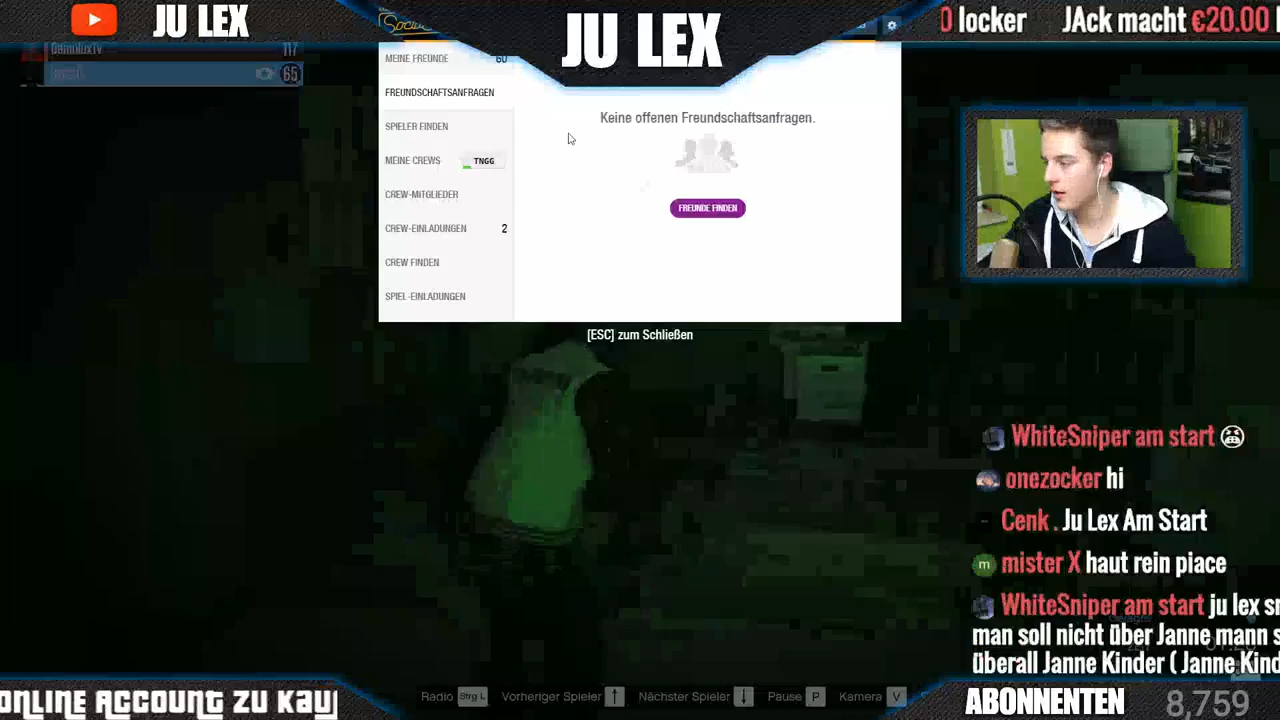 JU LEX
JU LEX
0 locker JAck macht €20.00
117
65
MEINE FREUNDE 60
FREUNDSCHAFTSANFRAGEN
SPIELER FINDEN
MEINE CREWS TNGG
CREW-MITGLIEDER
CREW-EINLADUNGEN 2
CREW FINDEN
SPIEL-EINLADUNGEN
Keine offenen Freundschaftsanfragen.
FREUNDE FINDEN
[ESC] zum Schließen
WhiteSniper am start
onezocker hi
Cenk . Ju Lex Am Start
m mister X haut rein piace
WhiteSniper am start ju lex
man soll nicht über Janne mann
überall Janne Kinder ( Janne
Radio Strg L Vorheriger Spieler ↑ Nächster Spieler ↓ Pause P Kamera V
ONLINE ACCOUNT ZU
ABONNENTEN 8,759